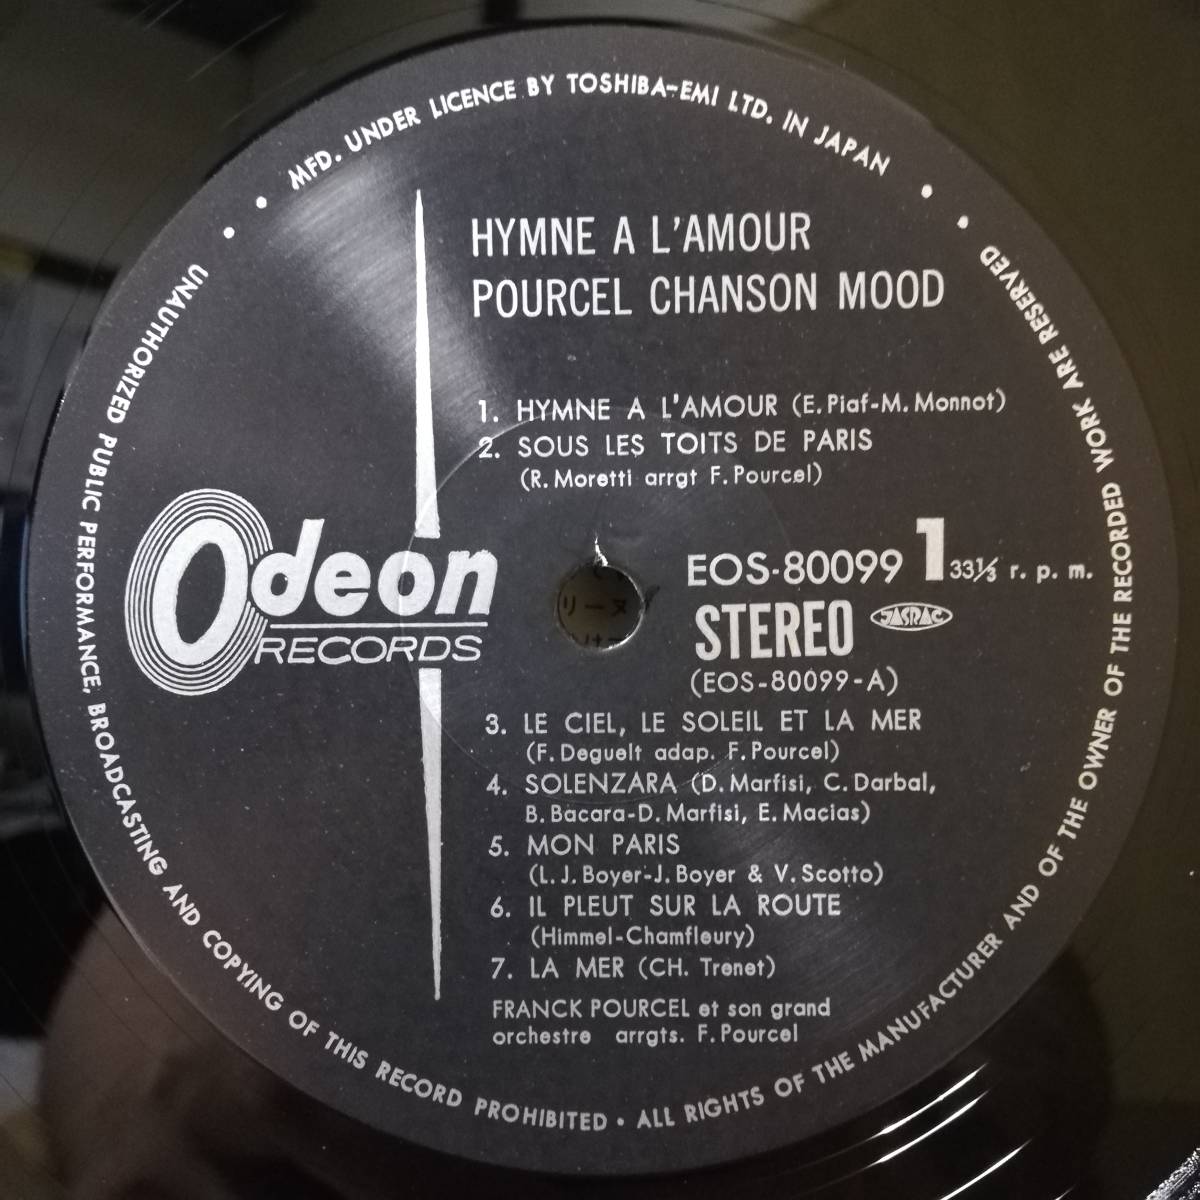 MFD. UNDER LICENCE BY TOSHIBA-EMI LTD. IN JAPAN
HYMNE A L'AMOUR
POURCEL CHANSON MOOD
1. HYMNE A L'AMOUR (E. Piaf-M. Monnot)
2. SOUS LES TOITS DE PARIS
(R. Moretti arrgt F. Pourcel)
Odeon
RECORDS
EOS-80099 1 33⅓ r. p. m.
STEREO JASRAC
(EOS-80099-A)
リーヌ
3. LE CIEL, LE SOLEIL ET LA MER
(F. Deguelt adap. F. Pourcel)
4. SOLENZARA (D. Marfisi, C. Darbal,
B. Bacara-D. Marfisi, E. Macias)
5. MON PARIS
(L. J. Boyer-J. Boyer & V. Scotto)
6. IL PLEUT SUR LA ROUTE
(Himmel-Chamfleury)
7. LA MER (CH. Trenet)
FRANCK POURCEL et son grand
orchestre arrgts. F. Pourcel
UNAUTHORIZED PUBLIC PERFORMANCE, BROADCASTING AND COPYING OF THIS RECORD PROHIBITED • ALL RIGHTS OF THE MANUFACTURER AND OF THE OWNER OF THE RECORDED WORK ARE RESERVED